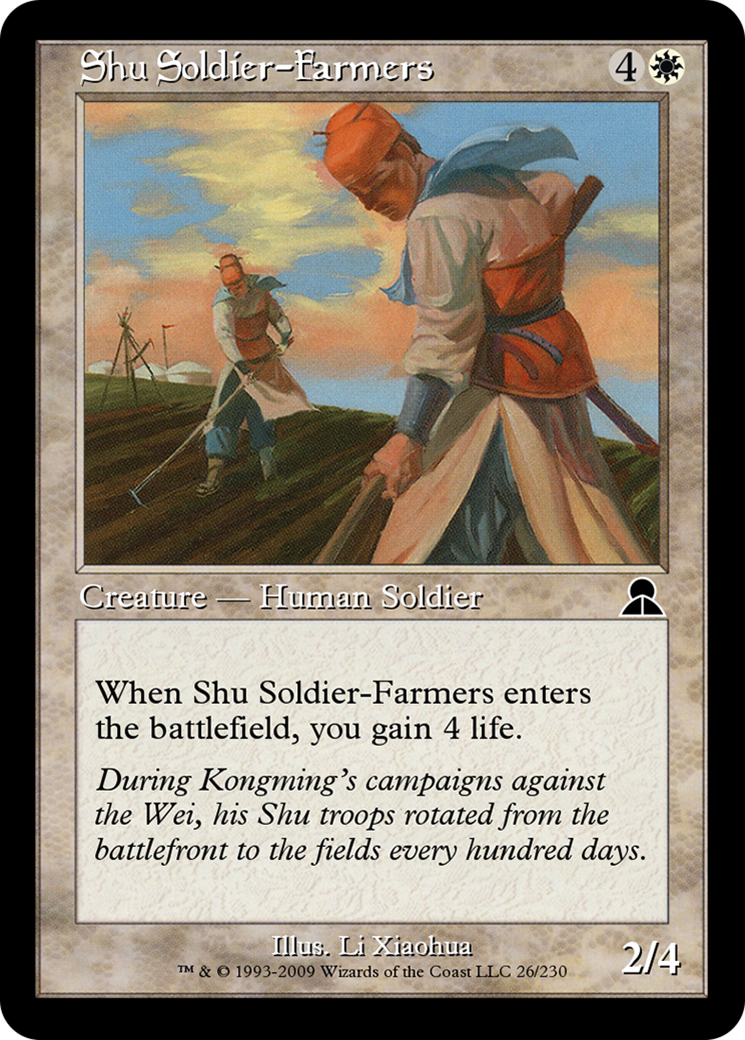 Shu Soldier-Farmers 4
Creature — Human Soldier
When Shu Soldier-Farmers enters
the battlefield, you gain 4 life.
During Kongming's campaigns against
the Wei, his Shu troops rotated from the
battlefront to the fields every hundred days.
Illus. Li Xiaohua
™ & © 1993-2009 Wizards of the Coast LLC 26/230
2/4